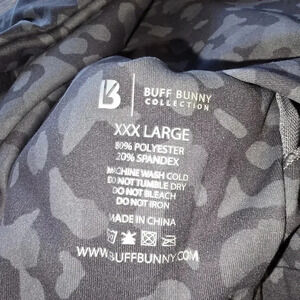 BUFF BUNNY
COLLECTION
XXX LARGE
80% POLYESTER
20% SPANDEX
MACHINE WASH COLD
DO NOT TUMBLE DRY
DO NOT BLEACH
DO NOT IRON
MADE IN CHINA
WWW.BUFFBUNNY.COM